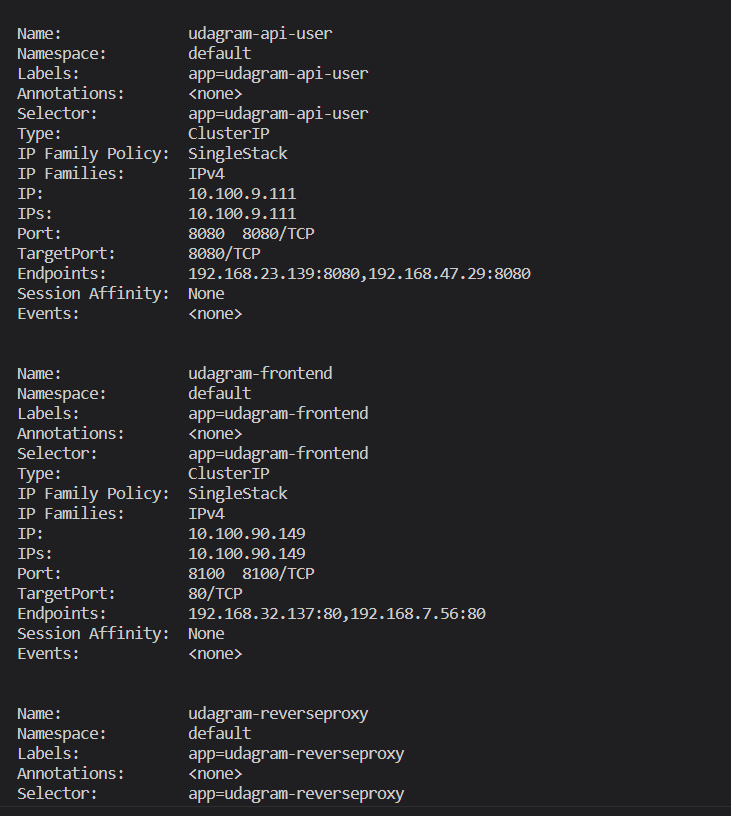 Name:              udagram-api-user
Namespace:         default
Labels:            app=udagram-api-user
Annotations:       <none>
Selector:          app=udagram-api-user
Type:              ClusterIP
IP Family Policy:  SingleStack
IP Families:       IPv4
IP:                10.100.9.111
IPs:               10.100.9.111
Port:              8080  8080/TCP
TargetPort:        8080/TCP
Endpoints:         192.168.23.139:8080,192.168.47.29:8080
Session Affinity:  None
Events:            <none>
Name:              udagram-frontend
Namespace:         default
Labels:            app=udagram-frontend
Annotations:       <none>
Selector:          app=udagram-frontend
Type:              ClusterIP
IP Family Policy:  SingleStack
IP Families:       IPv4
IP:                10.100.90.149
IPs:               10.100.90.149
Port:              8100  8100/TCP
TargetPort:        80/TCP
Endpoints:         192.168.32.137:80,192.168.7.56:80
Session Affinity:  None
Events:            <none>
Name:              udagram-reverseproxy
Namespace:         default
Labels:            app=udagram-reverseproxy
Annotations:       <none>
Selector:          app=udagram-reverseproxy